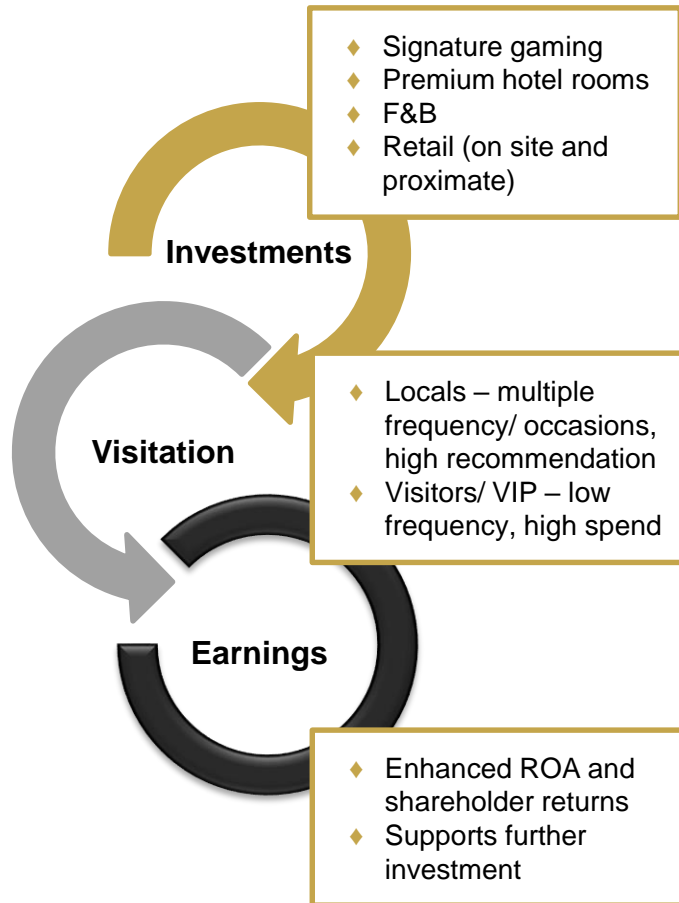 ♦ Signature gaming
♦ Premium hotel rooms
♦ F&B
♦ Retail (on site and
proximate)
Investments
♦ Locals – multiple
frequency/ occasions,
high recommendation
♦ Visitors/ VIP – low
frequency, high spend
Visitation
Earnings
♦ Enhanced ROA and
shareholder returns
♦ Supports further
investment